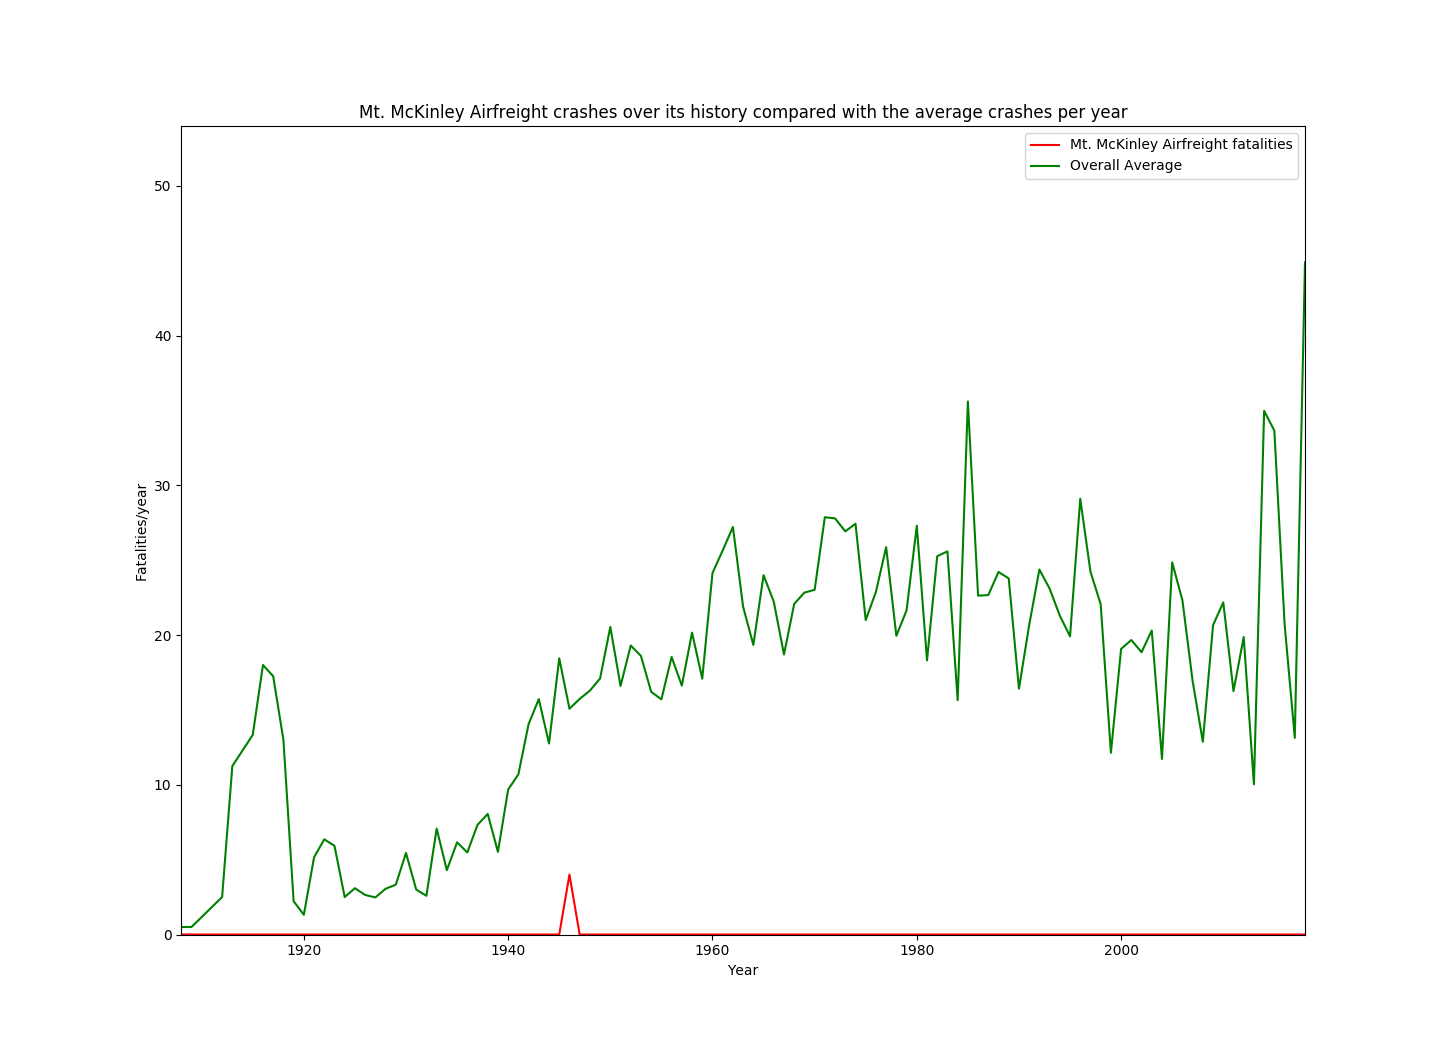 Mt. McKinley Airfreight crashes over its history compared with the average crashes per year
Mt. McKinley Airfreight fatalities
Overall Average
50
40
30
20
10
0
Fatalities/year
1920 1940 1960 1980 2000
Year